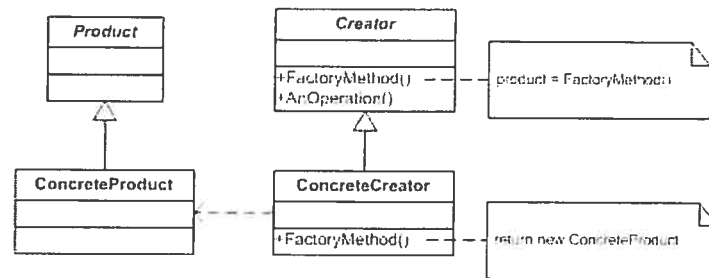 Product
Creator
+FactoryMethod()
+AnOperation()
product = FactoryMethod()
ConcreteProduct
ConcreteCreator
+FactoryMethod()
return new ConcreteProduct